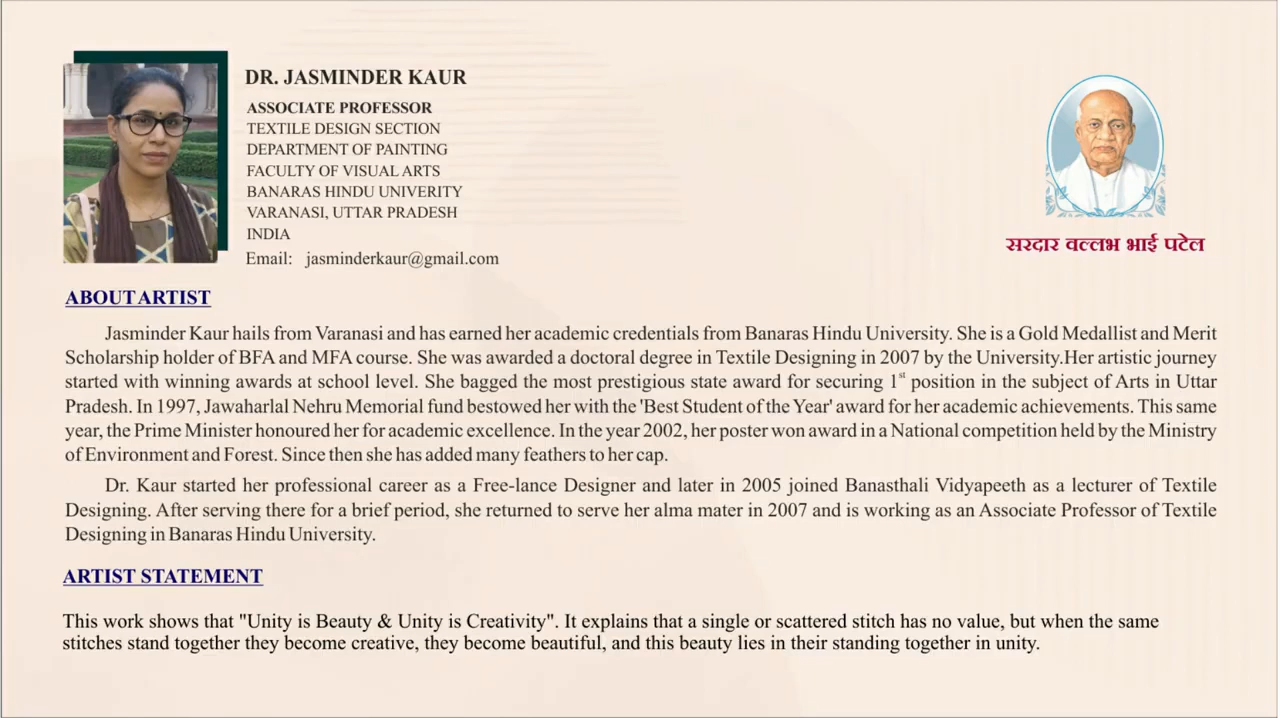 DR. JASMINDER KAUR
ASSOCIATE PROFESSOR
TEXTILE DESIGN SECTION
DEPARTMENT OF PAINTING
FACULTY OF VISUAL ARTS
BANARAS HINDU UNIVERITY
VARANASI, UTTAR PRADESH
INDIA
Email: jasminderkaur@gmail.com
सरदार वल्लभ भाई पटेल
ABOUT ARTIST
Jasminder Kaur hails from Varanasi and has earned her academic credentials from Banaras Hindu University. She is a Gold Medallist and Merit
Scholarship holder of BFA and MFA course. She was awarded a doctoral degree in Textile Designing in 2007 by the University.Her artistic journey
started with winning awards at school level. She bagged the most prestigious state award for securing 1st position in the subject of Arts in Uttar
Pradesh. In 1997, Jawaharlal Nehru Memorial fund bestowed her with the 'Best Student of the Year' award for her academic achievements. This same
year, the Prime Minister honoured her for academic excellence. In the year 2002, her poster won award in a National competition held by the Ministry
of Environment and Forest. Since then she has added many feathers to her cap.
Dr. Kaur started her professional career as a Free-lance Designer and later in 2005 joined Banasthali Vidyapeeth as a lecturer of Textile
Designing. After serving there for a brief period, she returned to serve her alma mater in 2007 and is working as an Associate Professor of Textile
Designing in Banaras Hindu University.
ARTIST STATEMENT
This work shows that "Unity is Beauty & Unity is Creativity". It explains that a single or scattered stitch has no value, but when the same
stitches stand together they become creative, they become beautiful, and this beauty lies in their standing together in unity.